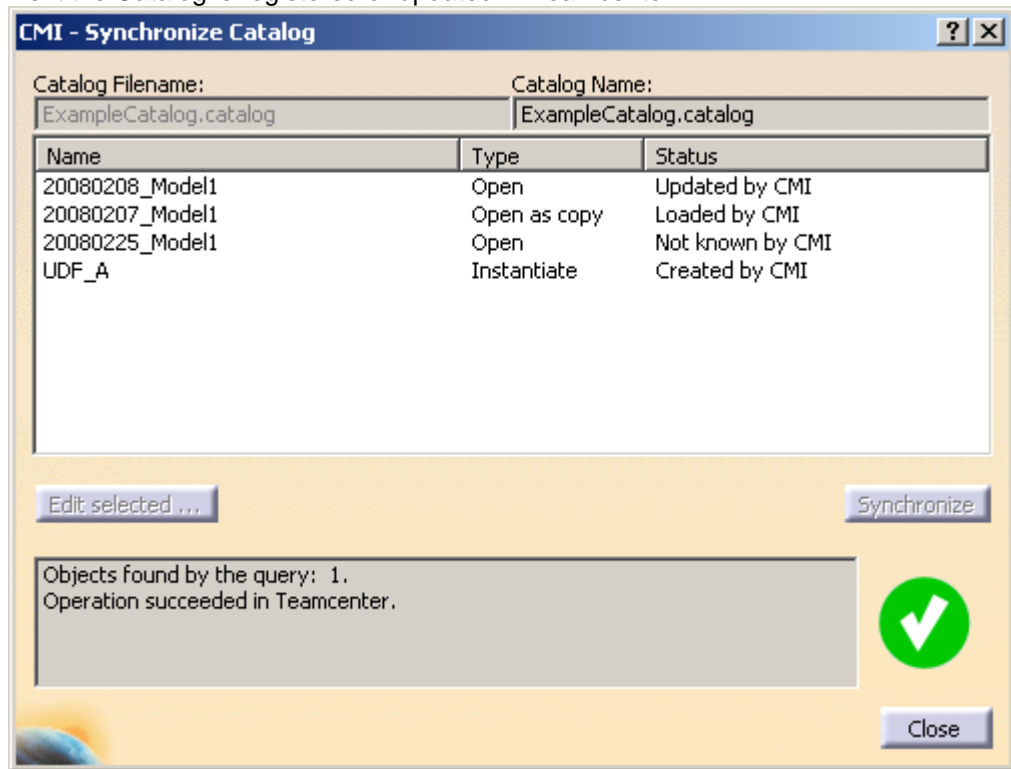 CMI - Synchronize Catalog
Catalog Filename: Catalog Name:
ExampleCatalog.catalog ExampleCatalog.catalog
Name Type Status
20080208_Model1 Open Updated by CMI
20080207_Model1 Open as copy Loaded by CMI
20080225_Model1 Open Not known by CMI
UDF_A Instantiate Created by CMI
Edit selected ... Synchronize
Objects found by the query: 1.
Operation succeeded in Teamcenter.
Close